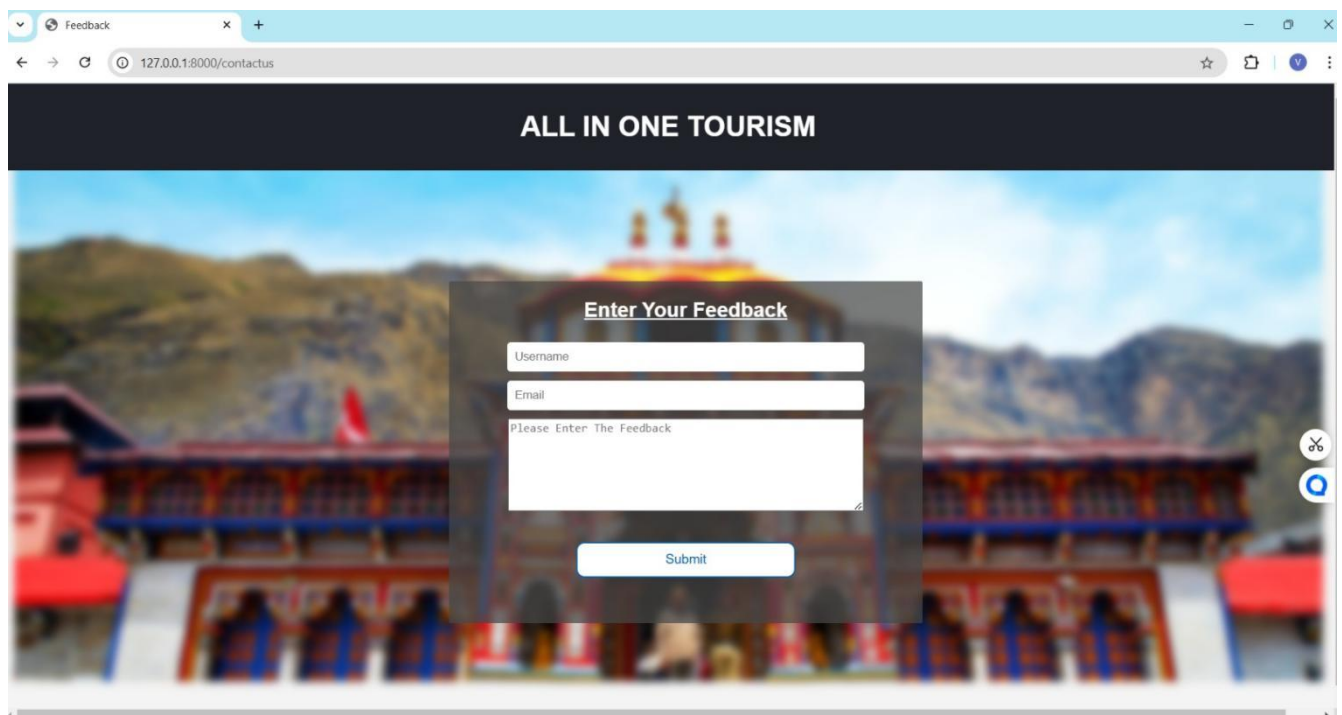 Feedback
127.0.0.1:8000/contactus
V
ALL IN ONE TOURISM
Enter Your Feedback
Username
Email
Please Enter The Feedback
Submit